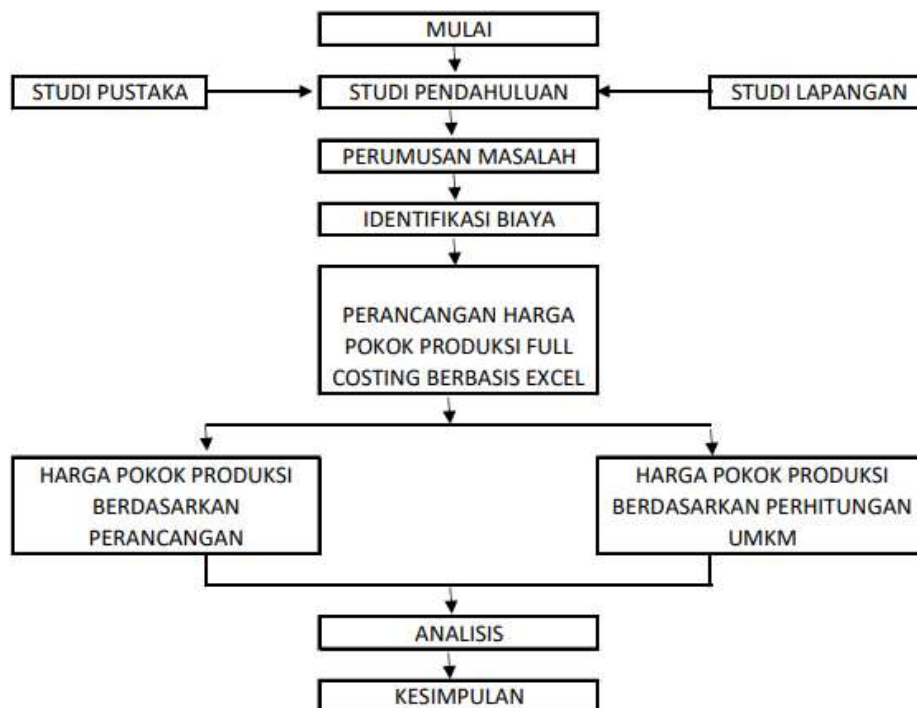 MULAI
STUDI PUSTAKA
STUDI PENDAHULUAN
STUDI LAPANGAN
PERUMUSAN MASALAH
IDENTIFIKASI BIAYA
PERANCANGAN HARGA
POKOK PRODUKSI FULL
COSTING BERBASIS EXCEL
HARGA POKOK PRODUKSI
BERDASARKAN
PERANCANGAN
HARGA POKOK PRODUKSI
BERDASARKAN PERHITUNGAN
UMKM
ANALISIS
KESIMPULAN